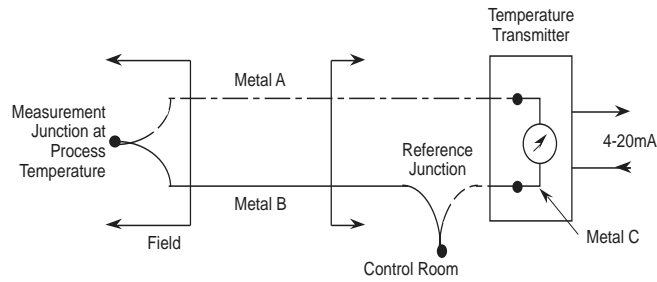 Temperature
Transmitter
Metal A
Measurement
Junction at
Process
Temperature
4-20mA
Reference
Junction
Metal B
Metal C
Field
Control Room